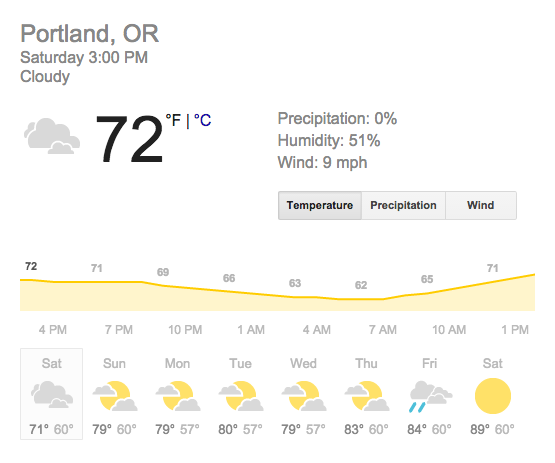 Portland, OR
Saturday 3:00 PM
Cloudy
72 °F | °C
Precipitation: 0%
Humidity: 51%
Wind: 9 mph
Temperature Precipitation Wind
72 71 69 66 63 62 65 71
4 PM 7 PM 10 PM 1 AM 4 AM 7 AM 10 AM 1 PM
Sat Sun Mon Tue Wed Thu Fri Sat
71° 60° 79° 60° 79° 57° 80° 57° 79° 57° 83° 60° 84° 60° 89° 60°